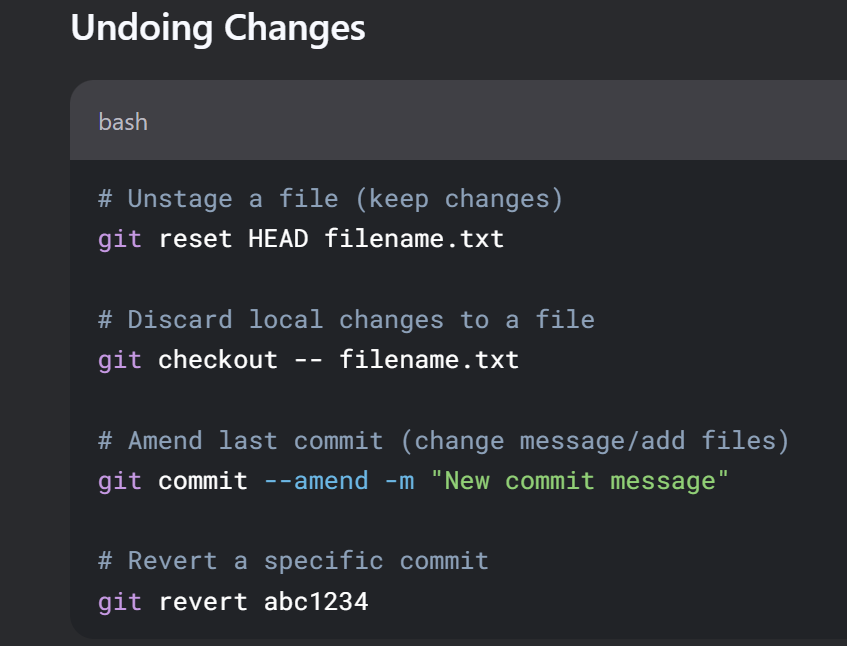 Undoing Changes
bash
# Unstage a file (keep changes)
git reset HEAD filename.txt
# Discard local changes to a file
git checkout -- filename.txt
# Amend last commit (change message/add files)
git commit --amend -m "New commit message"
# Revert a specific commit
git revert abc1234